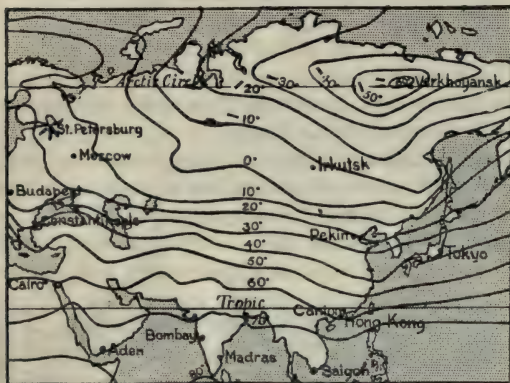 Arctic Circle
-20°
-30°
-40°
-50°
Verkhoyansk
-10°
St. Petersburg
Moscow
0°
Irkutsk
Budapest
10°
20°
Constantinople
30°
Pekin
40°
Tokyo
50°
Cairo
60°
Tropic
Canton
70°
Hong-Kong
Bombay
Aden
Madras
Saigon